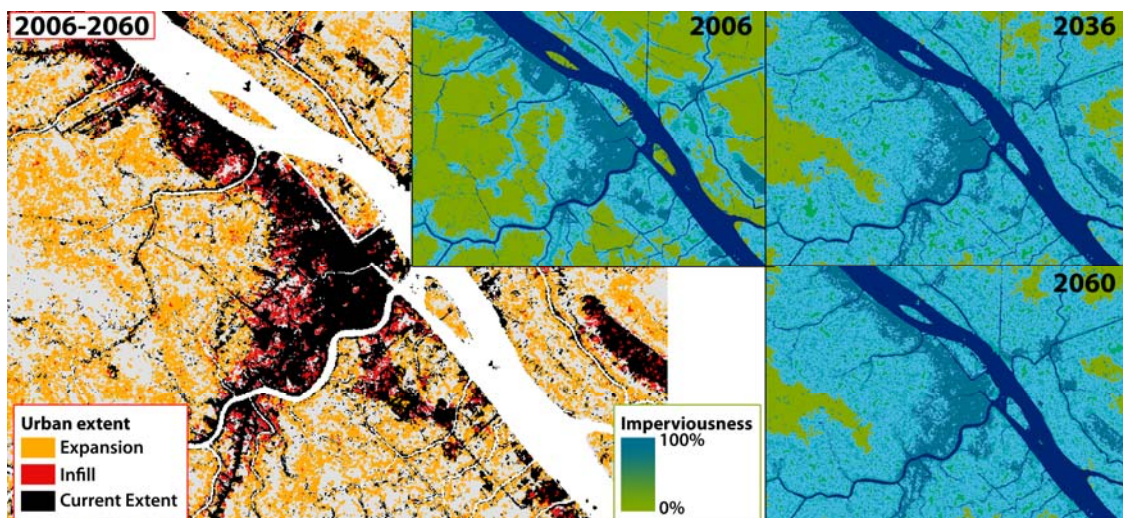 2006-2060
2006
2036
2060
Urban extent
Expansion
Infill
Current Extent
Imperviousness
100%
0%